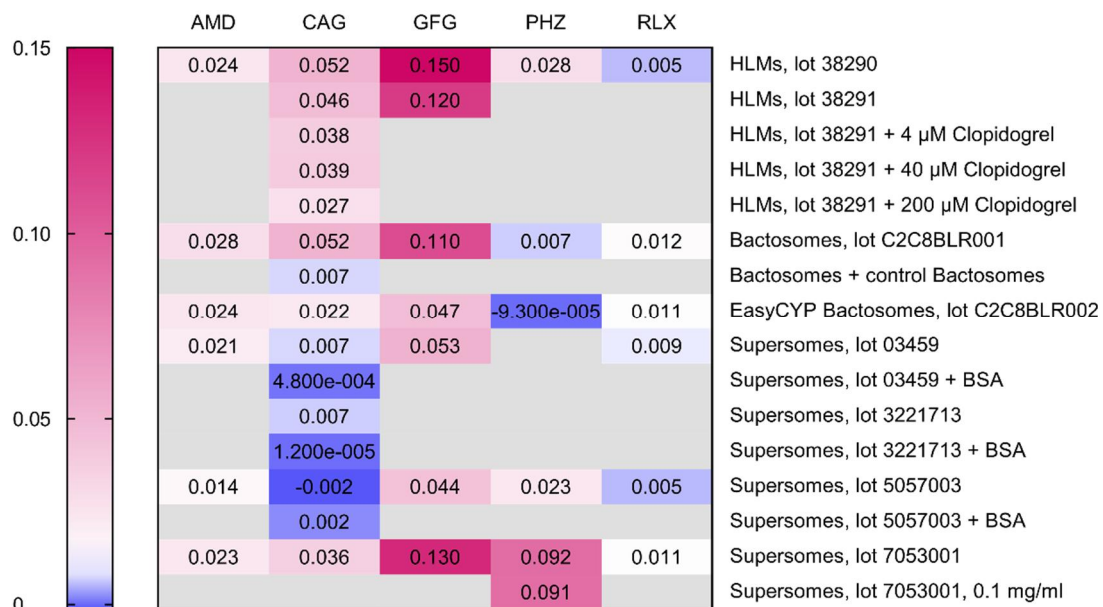 AMD CAG GFG PHZ RLX
0.15
0.024 0.052 0.150 0.028 0.005 HLMs, lot 38290
0.046 0.120 HLMs, lot 38291
0.038 HLMs, lot 38291 + 4 µM Clopidogrel
0.039 HLMs, lot 38291 + 40 µM Clopidogrel
0.027 HLMs, lot 38291 + 200 µM Clopidogrel
0.10 0.028 0.052 0.110 0.007 0.012 Bactosomes, lot C2C8BLR001
0.007 Bactosomes + control Bactosomes
0.024 0.022 0.047 -9.300e-005 0.011 EasyCYP Bactosomes, lot C2C8BLR002
0.021 0.007 0.053 0.009 Supersomes, lot 03459
4.800e-004 Supersomes, lot 03459 + BSA
0.05 0.007 Supersomes, lot 3221713
1.200e-005 Supersomes, lot 3221713 + BSA
0.014 -0.002 0.044 0.023 0.005 Supersomes, lot 5057003
0.002 Supersomes, lot 5057003 + BSA
0.023 0.036 0.130 0.092 0.011 Supersomes, lot 7053001
0 0.091 Supersomes, lot 7053001, 0.1 mg/ml